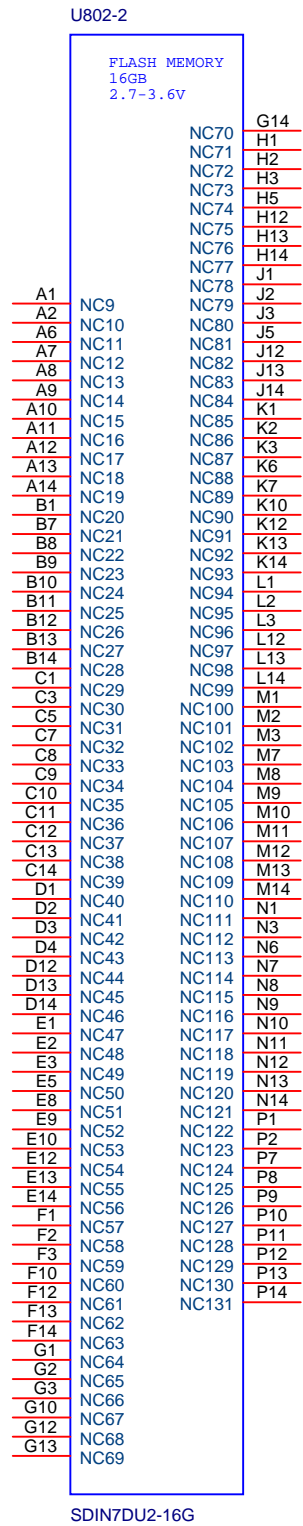 U802-2
FLASH MEMORY
16GB
2.7-3.6V
A1 NC9
A2 NC10
A6 NC11
A7 NC12
A8 NC13
A9 NC14
A10 NC15
A11 NC16
A12 NC17
A13 NC18
A14 NC19
B1 NC20
B7 NC21
B8 NC22
B9 NC23
B10 NC24
B11 NC25
B12 NC26
B13 NC27
B14 NC28
C1 NC29
C3 NC30
C5 NC31
C7 NC32
C8 NC33
C9 NC34
C10 NC35
C11 NC36
C12 NC37
C13 NC38
C14 NC39
D1 NC40
D2 NC41
D3 NC42
D4 NC43
D12 NC44
D13 NC45
D14 NC46
E1 NC47
E2 NC48
E3 NC49
E5 NC50
E8 NC51
E9 NC52
E10 NC53
E12 NC54
E13 NC55
E14 NC56
F1 NC57
F2 NC58
F3 NC59
F10 NC60
F12 NC61
F13 NC62
F14 NC63
G1 NC64
G2 NC65
G3 NC66
G10 NC67
G12 NC68
G13 NC69
NC70 G14
NC71 H1
NC72 H2
NC73 H3
NC74 H5
NC75 H12
NC76 H13
NC77 H14
NC78 J1
NC79 J2
NC80 J3
NC81 J5
NC82 J12
NC83 J13
NC84 J14
NC85 K1
NC86 K2
NC87 K3
NC88 K6
NC89 K7
NC90 K10
NC91 K12
NC92 K13
NC93 K14
NC94 L1
NC95 L2
NC96 L3
NC97 L12
NC98 L13
NC99 L14
NC100 M1
NC101 M2
NC102 M3
NC103 M7
NC104 M8
NC105 M9
NC106 M10
NC107 M11
NC108 M12
NC109 M13
NC110 M14
NC111 N1
NC112 N3
NC113 N6
NC114 N7
NC115 N8
NC116 N9
NC117 N10
NC118 N11
NC119 N12
NC120 N13
NC121 N14
NC122 P1
NC123 P2
NC124 P7
NC125 P8
NC126 P9
NC127 P10
NC128 P11
NC129 P12
NC130 P13
NC131 P14
SDIN7DU2-16G